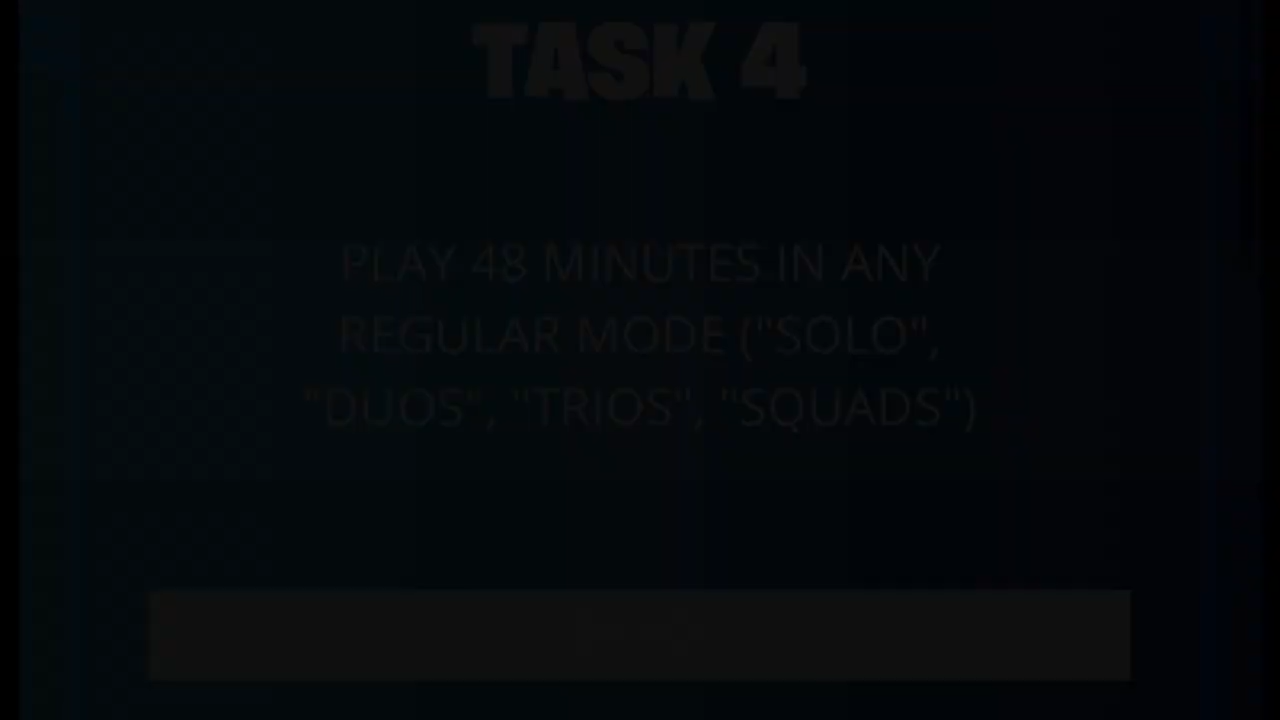 TASK 4
PLAY 48 MINUTES IN ANY
REGULAR MODE ("SOLO",
"DUOS", "TRIOS", "SQUADS")